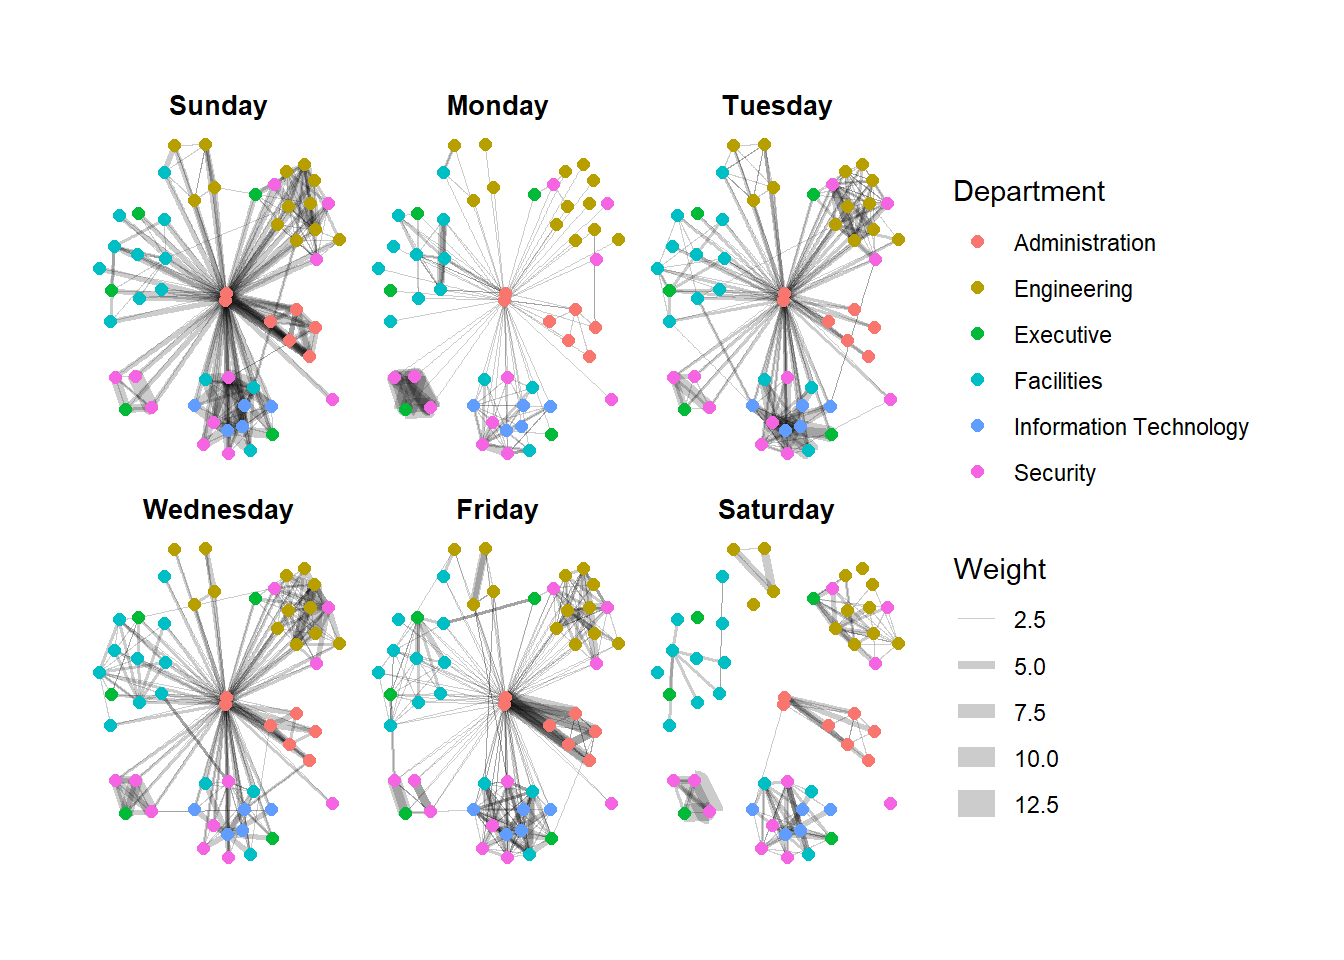 Sunday
Monday
Tuesday
Wednesday
Friday
Saturday
Department
Administration
Engineering
Executive
Facilities
Information Technology
Security
Weight
2.5
5.0
7.5
10.0
12.5